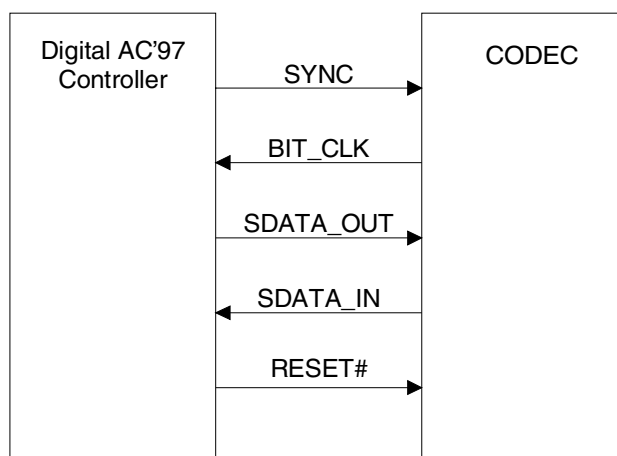 Digital AC'97
Controller
CODEC
SYNC
BIT_CLK
SDATA_OUT
SDATA_IN
RESET#